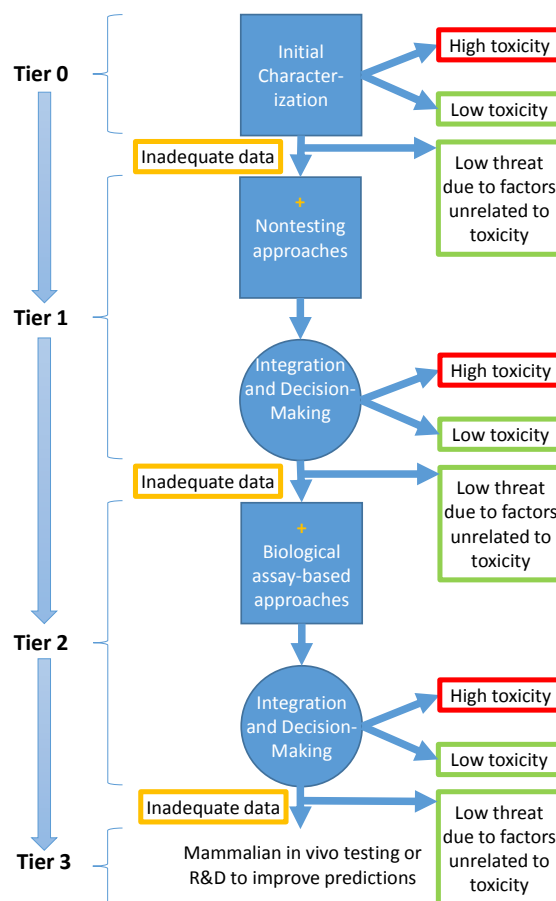 Tier 0
Initial
Character-
ization
High toxicity
Low toxicity
Inadequate data
Low threat
due to factors
unrelated to
toxicity
+
Nontesting
approaches
Tier 1
Integration
and Decision-
Making
High toxicity
Low toxicity
Inadequate data
Low threat
due to factors
unrelated to
toxicity
+
Biological
assay-based
approaches
Tier 2
Integration
and Decision-
Making
High toxicity
Low toxicity
Inadequate data
Low threat
due to factors
unrelated to
toxicity
Tier 3
Mammalian in vivo testing or
R&D to improve predictions